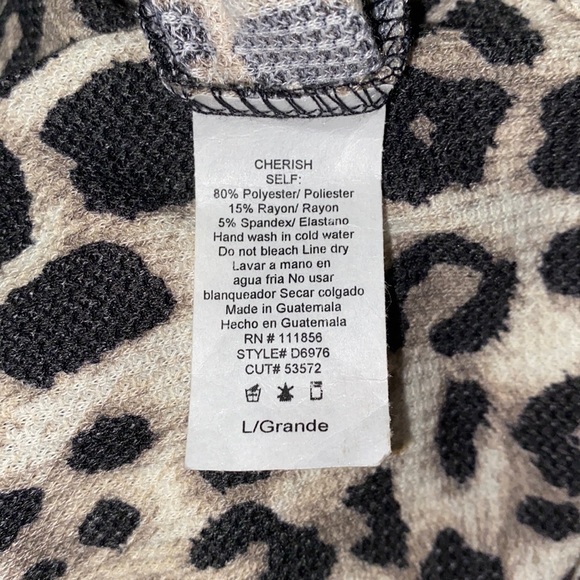 CHERISH
SELF:
80% Polyester/ Poliester
15% Rayon/ Rayon
5% Spandex/ Elastano
Hand wash in cold water
Do not bleach Line dry
Lavar a mano en
agua fria No usar
blanqueador Secar colgado
Made in Guatemala
Hecho en Guatemala
RN # 111856
STYLE# D6976
CUT# 53572
L/Grande